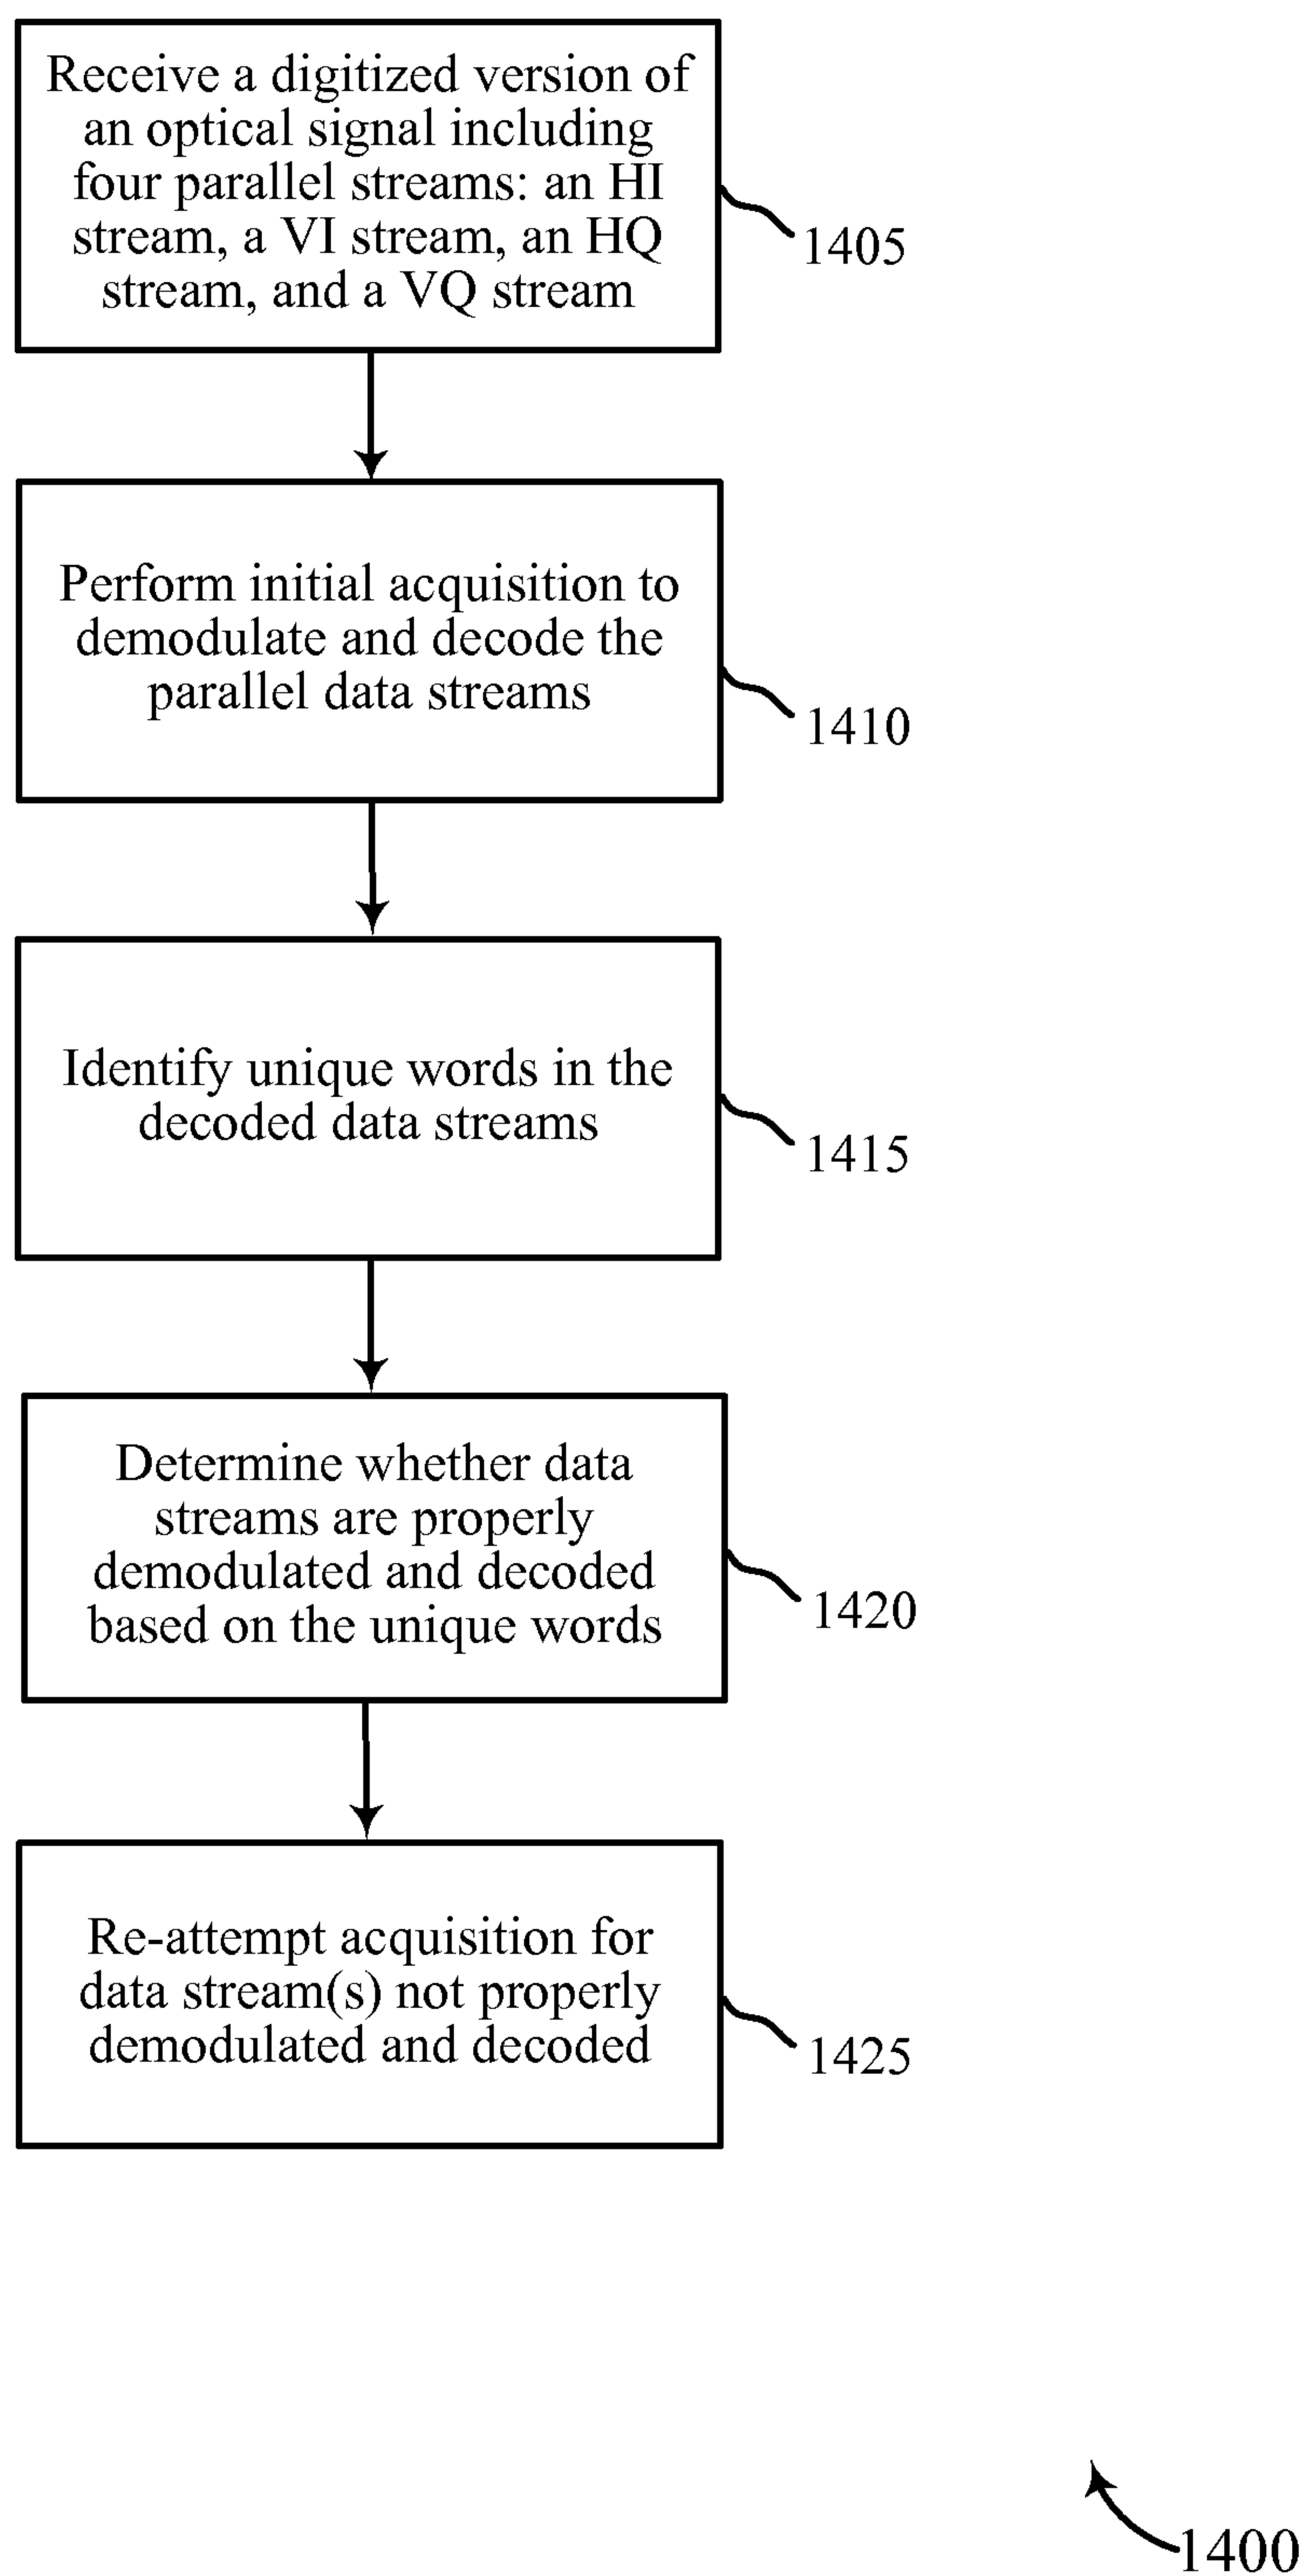 Receive a digitized version of
an optical signal including
four parallel streams: an HI
stream, a VI stream, an HQ
stream, and a VQ stream
1405
Perform initial acquisition to
demodulate and decode the
parallel data streams
1410
Identify unique words in the
decoded data streams
1415
Determine whether data
streams are properly
demodulated and decoded
based on the unique words
1420
Re-attempt acquisition for
data stream(s) not properly
demodulated and decoded
1425
1400